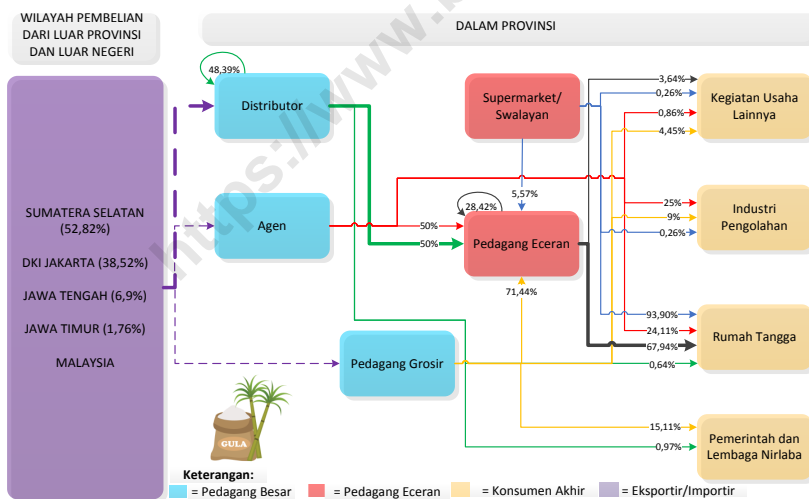 WILAYAH PEMBELIAN
DARI LUAR PROVINSI
DAN LUAR NEGERI
DALAM PROVINSI
48,39%
Distributor
Supermarket/
Swalayan
3,64%
0,26%
0,86%
4,45%
Kegiatan Usaha
Lainnya
SUMATERA SELATAN
(52,82%)
DKI JAKARTA (38,52%)
JAWA TENGAH (6,9%)
JAWA TIMUR (1,76%)
MALAYSIA
Agen
5,57%
28,42%
50%
50%
Pedagang Eceran
25%
9%
0,26%
Industri
Pengolahan
71,44%
Pedagang Grosir
93,90%
24,11%
67,94%
0,64%
Rumah Tangga
15,11%
0,97%
Pemerintah dan
Lembaga Nirlaba
GULA
Keterangan:
= Pedagang Besar
= Pedagang Eceran
= Konsumen Akhir
= Eksportir/Importir
https://www.b